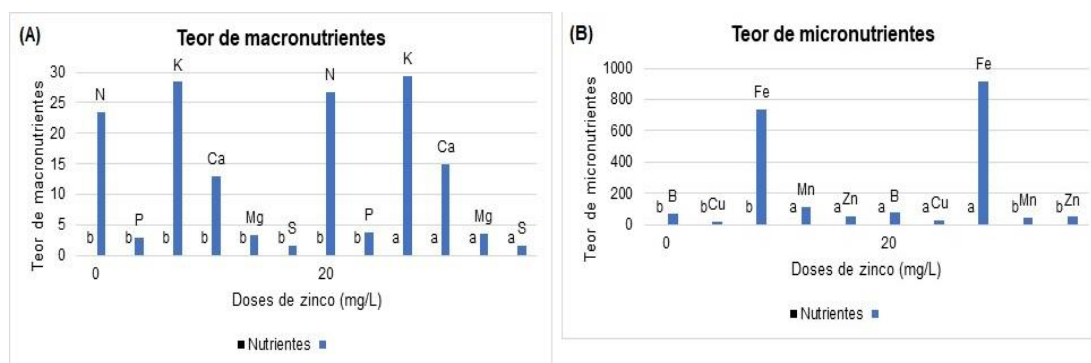 (A)
Teor de macronutrientes
Teor de macronutrientes
30
25
20
15
10
5
0
N
P
K
Ca
Mg
S
N
P
K
Ca
Mg
S
b b b b b b b b a a a a
0 20
Doses de zinco (mg/L)
Nutrientes
(B)
Teor de micronutrientes
Teor de micronutrientes
1000
800
600
400
200
0
B
Cu
Fe
Mn
Zn
B
Cu
Fe
Mn
Zn
b b b a a a a a b b
0 20
Doses de zinco (mg/L)
Nutrientes